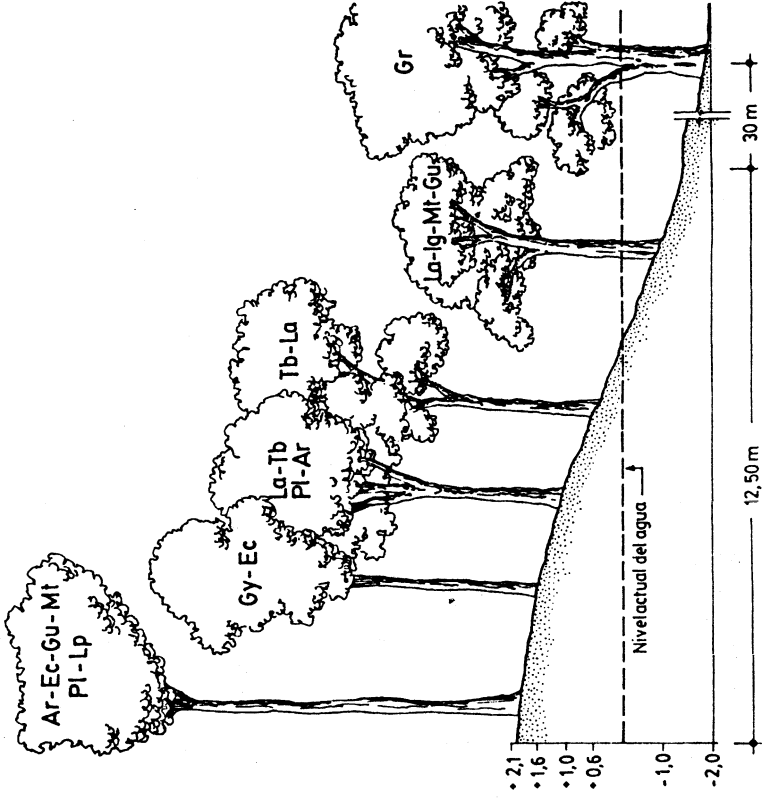 Ar-Ec-Gu-Mt
Pl-Lp
Gy-Ec
La-Tb
Pl-Ar
Tb-La
La-Ig-Mt-Gu
Gr
Nivel actual del agua
+2,1
+1,6
+1,0
+0,6
-1,0
-2,0
12,50 m
30 m